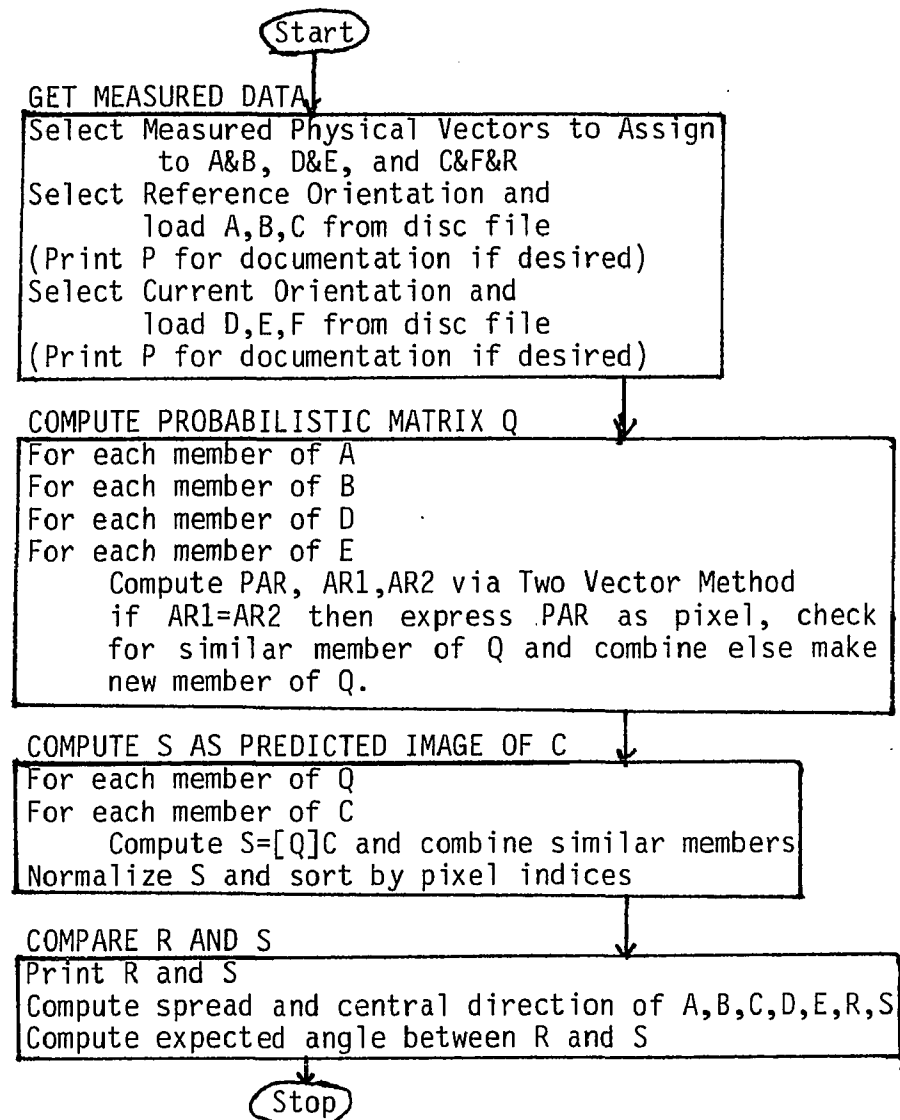 Start
GET MEASURED DATA
Select Measured Physical Vectors to Assign
to A&B, D&E, and C&F&R
Select Reference Orientation and
load A,B,C from disc file
(Print P for documentation if desired)
Select Current Orientation and
load D,E,F from disc file
(Print P for documentation if desired)
COMPUTE PROBABILISTIC MATRIX Q
For each member of A
For each member of B
For each member of D
For each member of E
Compute PAR, AR1,AR2 via Two Vector Method
if AR1=AR2 then express PAR as pixel, check
for similar member of Q and combine else make
new member of Q.
COMPUTE S AS PREDICTED IMAGE OF C
For each member of Q
For each member of C
Compute S=[Q]C and combine similar members
Normalize S and sort by pixel indices
COMPARE R AND S
Print R and S
Compute spread and central direction of A,B,C,D,E,R,S
Compute expected angle between R and S
Stop